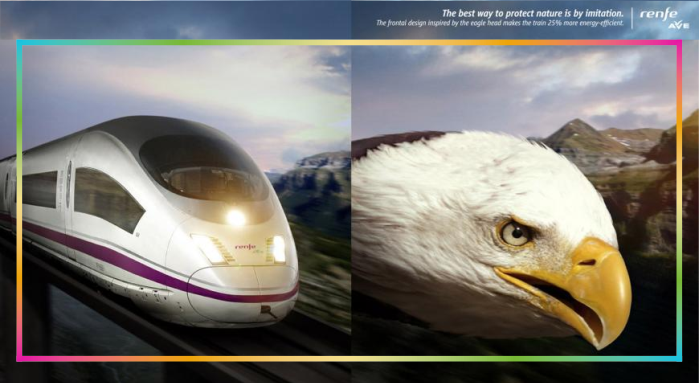 The best way to protect nature is by imitation.
The frontal design inspired by the eagle head makes the train 25% more energy-efficient.
renfe
AVE
renfe